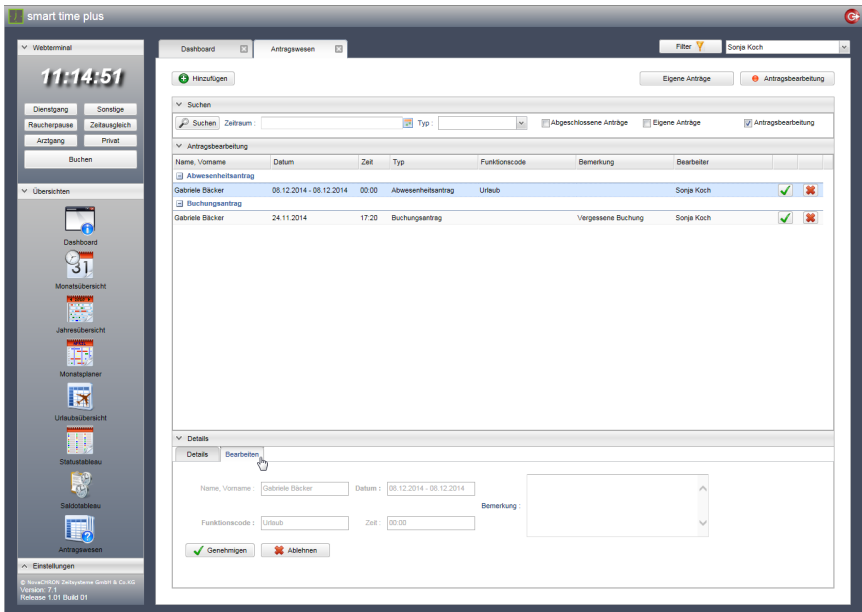 smart time plus
Webterminal
11:14:51
Dienstgang Sonstige
Raucherpause Zeitausgleich
Arztgang Privat
Buchen
Übersichten
Dashboard
31
Monatsübersicht
Jahresübersicht
Monatsplaner
Urlaubsübersicht
Statustableau
Saldotableau
Antragswesen
Einstellungen
© NovaCHRON Zeitsysteme GmbH & Co.KG
Version: 7.1
Release 1.01 Build 01
Dashboard Antragswesen Filter Sonja Koch
Hinzufügen Eigene Anträge Antragsbearbeitung
Suchen
Suchen Zeitraum : Typ : Abgeschlossene Anträge Eigene Anträge Antragsbearbeitung
Antragsbearbeitung
Name, Vorname Datum Zeit Typ Funktionscode Bemerkung Bearbeiter
Abwesenheitsantrag
Gabriele Bäcker 08.12.2014 - 08.12.2014 00:00 Abwesenheitsantrag Urlaub Sonja Koch
Buchungsantrag
Gabriele Bäcker 24.11.2014 17:20 Buchungsantrag Vergessene Buchung Sonja Koch
Details
Details Bearbeiten
Name, Vorname : Gabriele Bäcker Datum : 08.12.2014 - 08.12.2014
Bemerkung :
Funktionscode : Urlaub Zeit : 00:00
Genehmigen Ablehnen